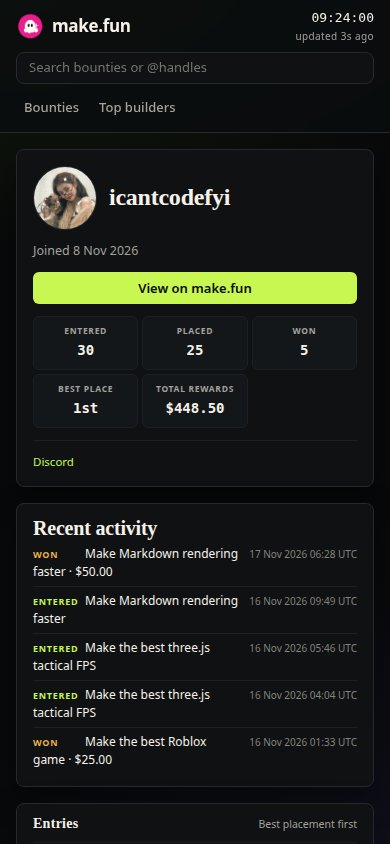 make.fun
09:24:00
updated 3s ago
Search bounties or @handles
Bounties Top builders
icantcodefyi
Joined 8 Nov 2026
View on make.fun
ENTERED PLACED WON
30 25 5
BEST PLACE TOTAL REWARDS
1st $448.50
Discord
Recent activity
WON Make Markdown rendering 17 Nov 2026 06:28 UTC
faster · $50.00
ENTERED Make Markdown rendering 16 Nov 2026 09:49 UTC
faster
ENTERED Make the best three.js 16 Nov 2026 05:46 UTC
tactical FPS
ENTERED Make the best three.js 16 Nov 2026 04:04 UTC
tactical FPS
WON Make the best Roblox 16 Nov 2026 01:33 UTC
game · $25.00
Entries Best placement first